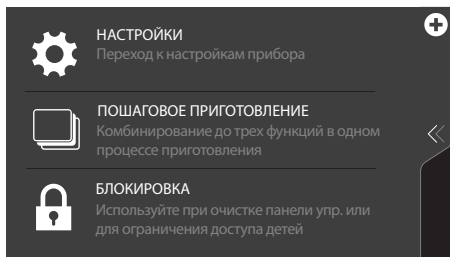 НАСТРОЙКИ
Переход к настройкам прибора
ПОШАГОВОЕ ПРИГОТОВЛЕНИЕ
Комбинирование до трех функций в одном
процессе приготовления
БЛОКИРОВКА
Используйте при очистке панели упр. или
для ограничения доступа детей